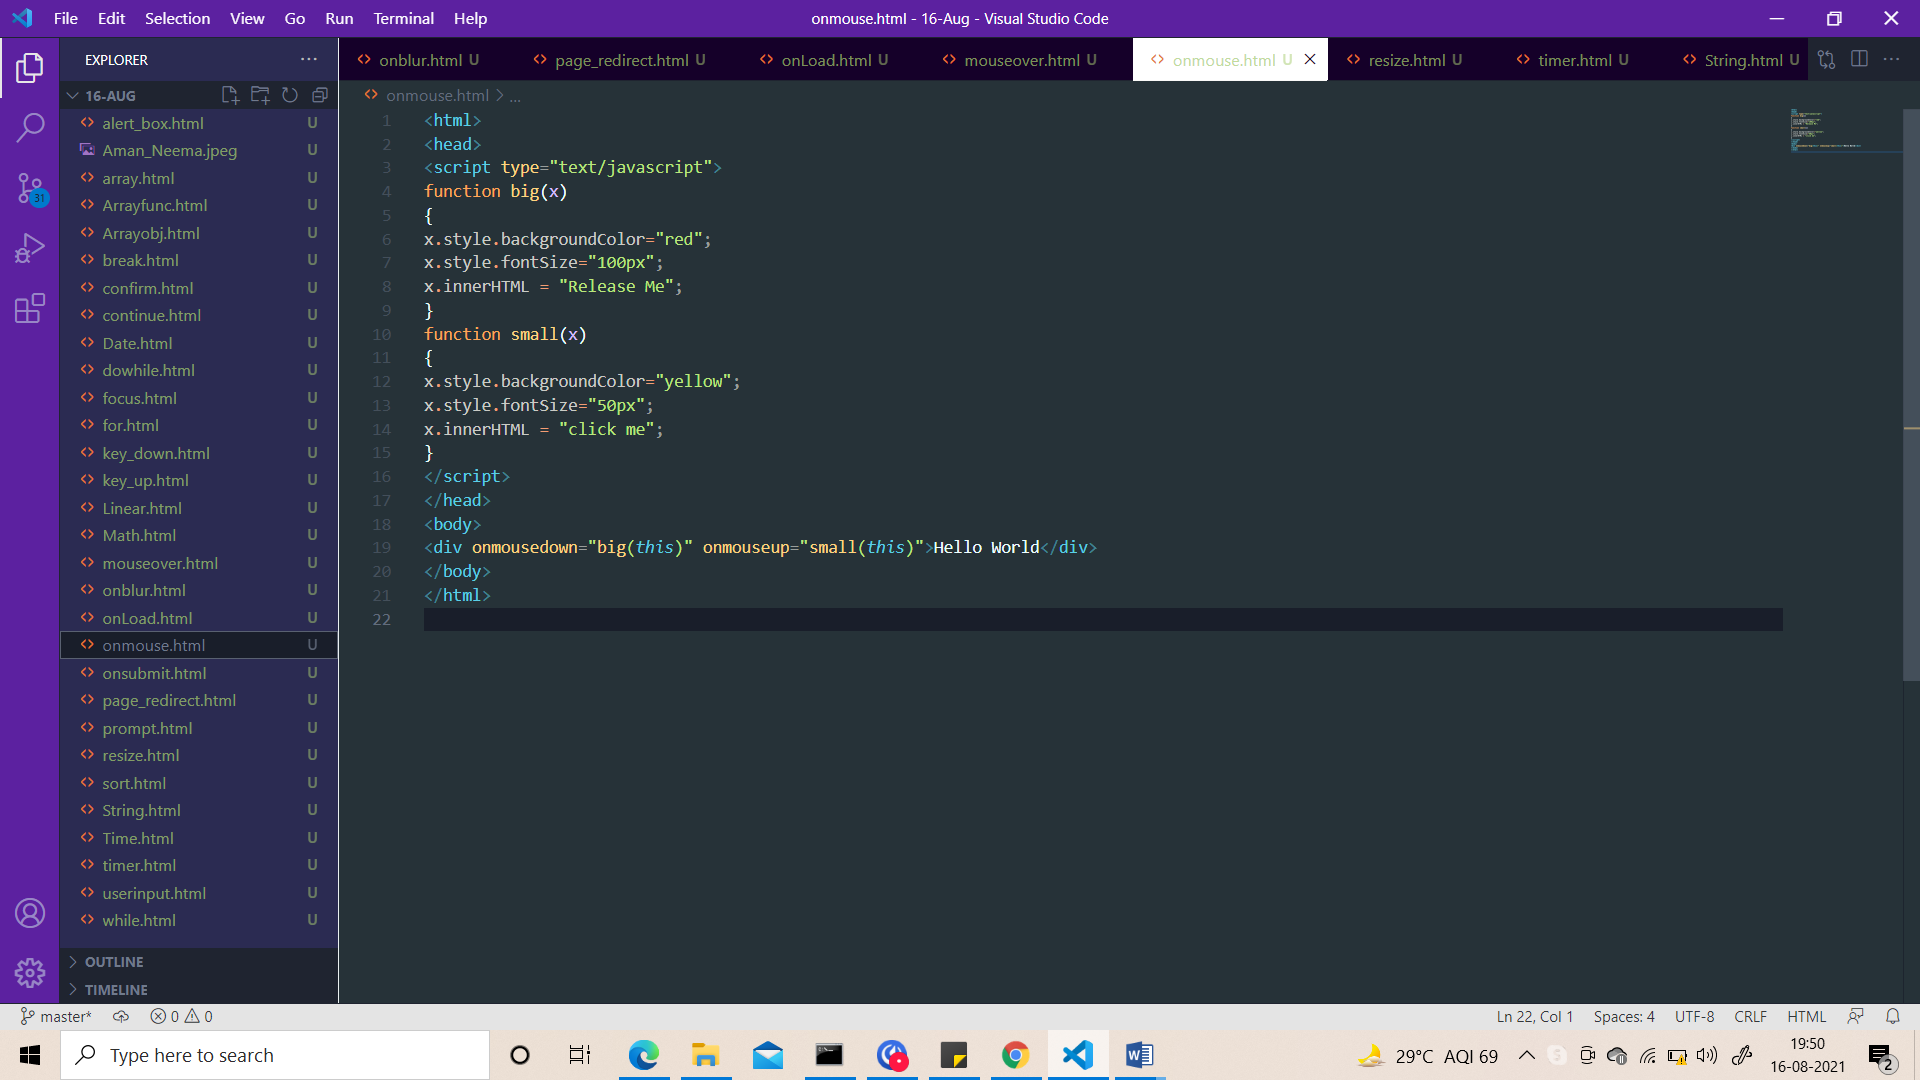 File Edit Selection View Go Run Terminal Help
onmouse.html - 16-Aug - Visual Studio Code
EXPLORER
onblur.html U
page_redirect.html U
onLoad.html U
mouseover.html U
onmouse.html U
resize.html U
timer.html U
String.html U
16-AUG
onmouse.html > ...
31
alert_box.html U
Aman_Neema.jpeg U
array.html U
Arrayfunc.html U
Arrayobj.html U
break.html U
confirm.html U
continue.html U
Date.html U
dowhile.html U
focus.html U
for.html U
key_down.html U
key_up.html U
Linear.html U
Math.html U
mouseover.html U
onblur.html U
onLoad.html U
onmouse.html U
onsubmit.html U
page_redirect.html U
prompt.html U
resize.html U
sort.html U
String.html U
Time.html U
timer.html U
userinput.html U
while.html U
OUTLINE
TIMELINE
1 <html>
2 <head>
3 <script type="text/javascript">
4 function big(x)
5 {
6 x.style.backgroundColor="red";
7 x.style.fontSize="100px";
8 x.innerHTML = "Release Me";
9 }
10 function small(x)
11 {
12 x.style.backgroundColor="yellow";
13 x.style.fontSize="50px";
14 x.innerHTML = "click me";
15 }
16 </script>
17 </head>
18 <body>
19 <div onmousedown="big(this)" onmouseup="small(this)">Hello World</div>
20 </body>
21 </html>
22
master* 0 0
Ln 22, Col 1 Spaces: 4 UTF-8 CRLF HTML
Type here to search
29°C AQI 69
19:50
16-08-2021
2